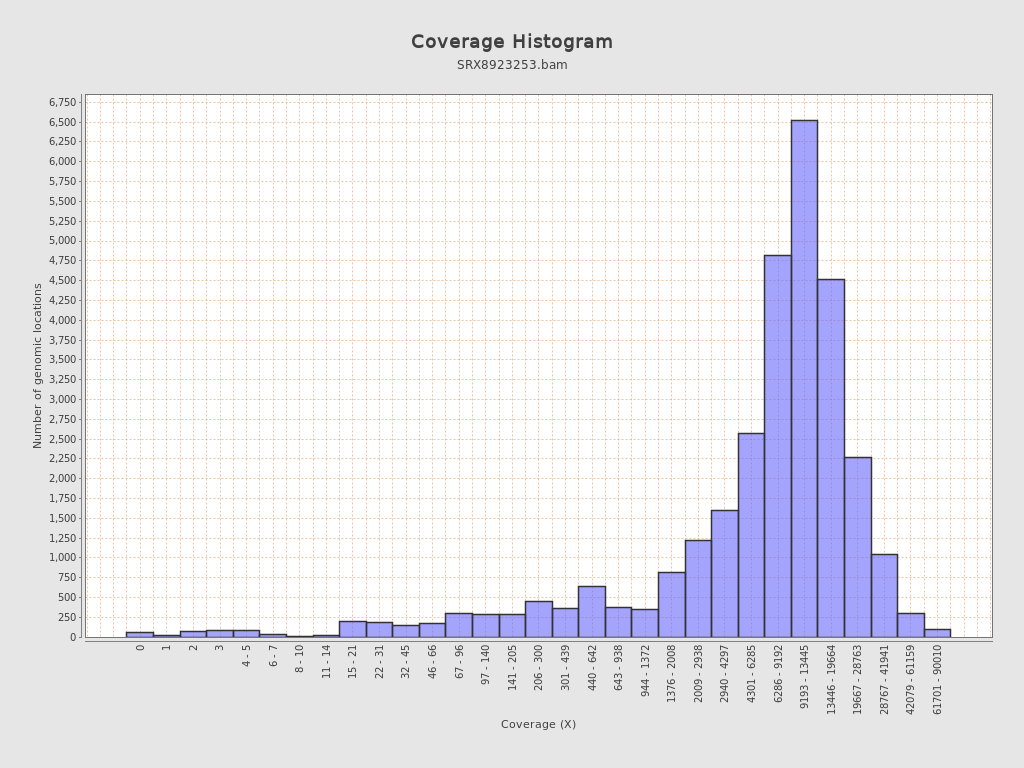 Coverage Histogram
SRX8923253.bam
6,750
6,500
6,250
6,000
5,750
5,500
5,250
5,000
4,750
4,500
4,250
4,000
3,750
3,500
3,250
3,000
2,750
2,500
2,250
2,000
1,750
1,500
1,250
1,000
750
500
250
0
Number of genomic locations
0
1
2
3
4 - 5
6 - 7
8 - 10
11 - 14
15 - 21
22 - 31
32 - 45
46 - 66
67 - 96
97 - 140
141 - 205
206 - 300
301 - 439
440 - 642
643 - 938
944 - 1372
1376 - 2008
2009 - 2938
2940 - 4297
4301 - 6285
6286 - 9192
9193 - 13445
13446 - 19664
19667 - 28763
28767 - 41941
42079 - 61159
61701 - 90010
Coverage (X)